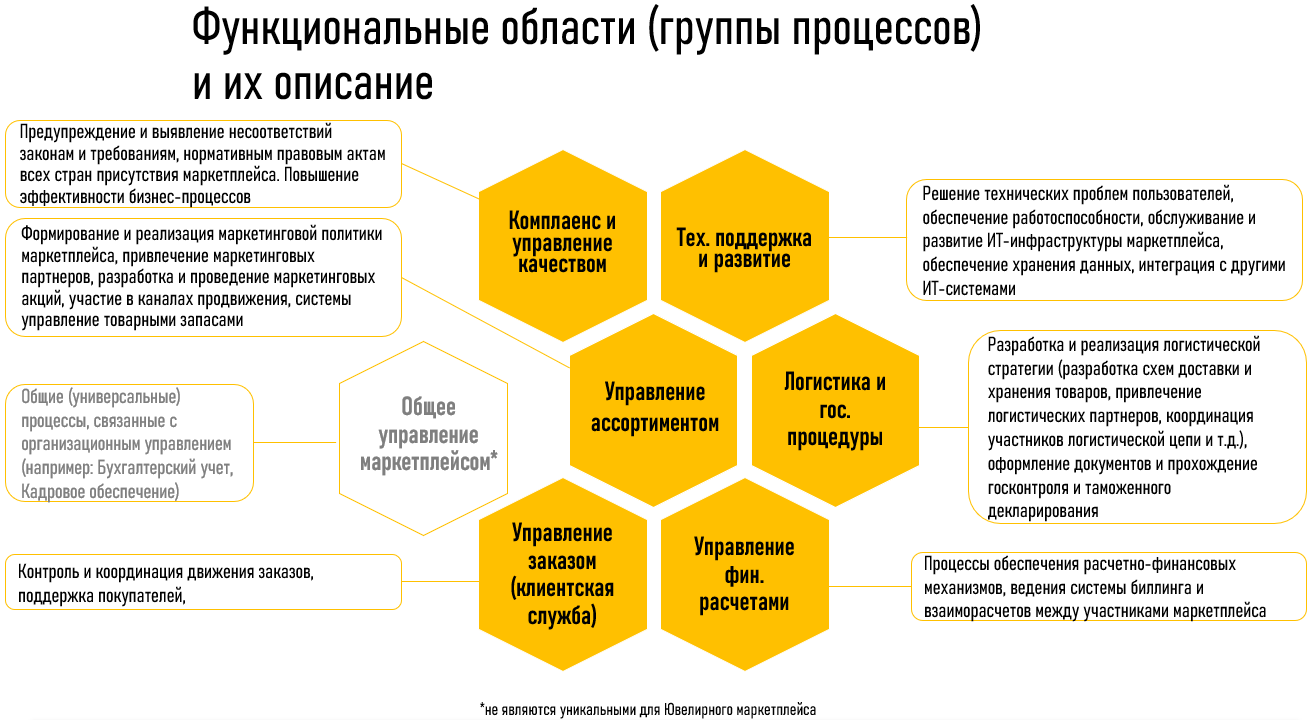 Функциональные области (группы процессов)
и их описание
Предупреждение и выявление несоответствий
законам и требованиям, нормативным правовым актам
всех стран присутствия маркетплейса. Повышение
эффективности бизнес-процессов
Формирование и реализация маркетинговой политики
маркетплейса, привлечение маркетинговых
партнеров, разработка и проведение маркетинговых
акций, участие в каналах продвижения, системы
управление товарными запасами
Общие (универсальные)
процессы, связанные с
организационным управлением
(например: Бухгалтерский учет,
Кадровое обеспечение)
Контроль и координация движения заказов,
поддержка покупателей,
Комплаенс и
управление
качеством
Тех. поддержка
и развитие
Управление
ассортиментом
Логистика и
гос.
процедуры
Общее
управление
маркетплейсом*
Управление
заказом
(клиентская
служба)
Управление
фин.
расчетами
Решение технических проблем пользователей,
обеспечение работоспособности, обслуживание и
развитие ИТ-инфраструктуры маркетплейса,
обеспечение хранения данных, интеграция с другими
ИТ-системами
Разработка и реализация логистической
стратегии (разработка схем доставки и
хранения товаров, привлечение
логистических партнеров, координация
участников логистической цепи и т.д.),
оформление документов и прохождение
госконтроля и таможенного
декларирования
Процессы обеспечения расчетно-финансовых
механизмов, ведения системы биллинга и
взаиморасчетов между участниками маркетплейса
*не являются уникальными для Ювелирного маркетплейса